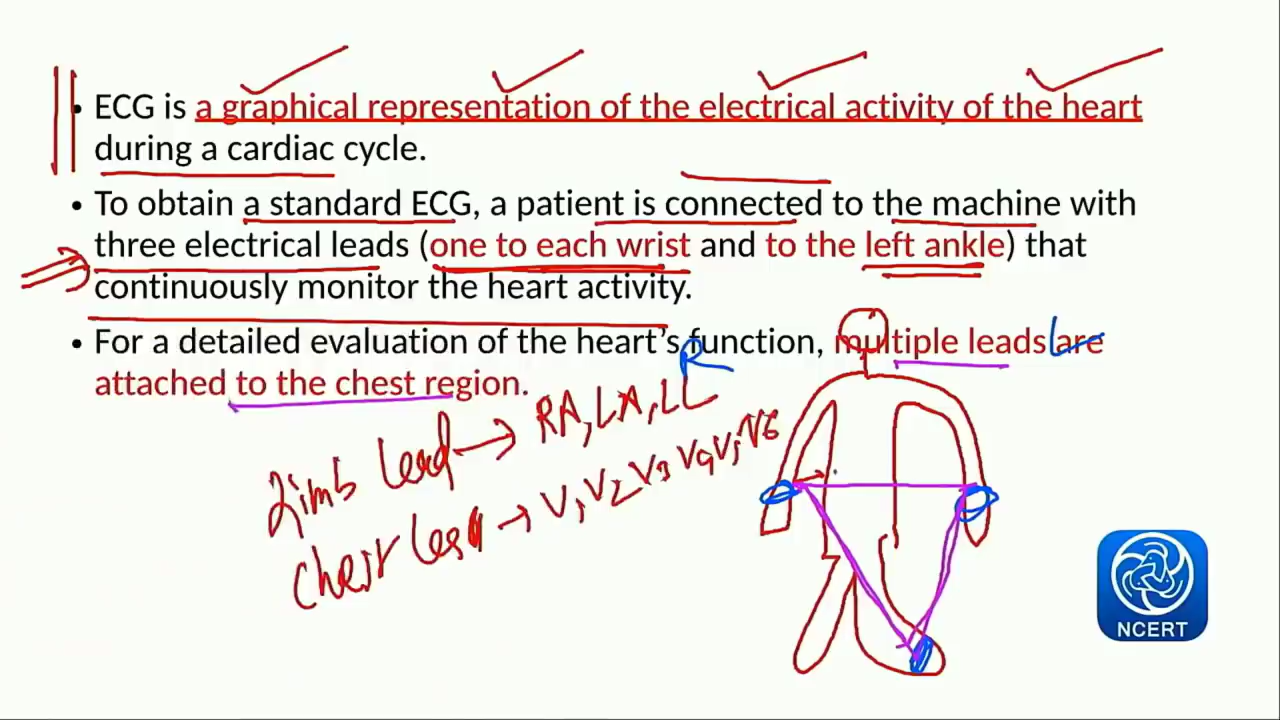 • ECG is a graphical representation of the electrical activity of the heart
during a cardiac cycle.
• To obtain a standard ECG, a patient is connected to the machine with
three electrical leads (one to each wrist and to the left ankle) that
continuously monitor the heart activity.
• For a detailed evaluation of the heart's function, multiple leads are
attached to the chest region.
R
L
Limb lead → RA, LA, LL
Chest lead → V1 V2 V3 V4 V5 V6
NCERT